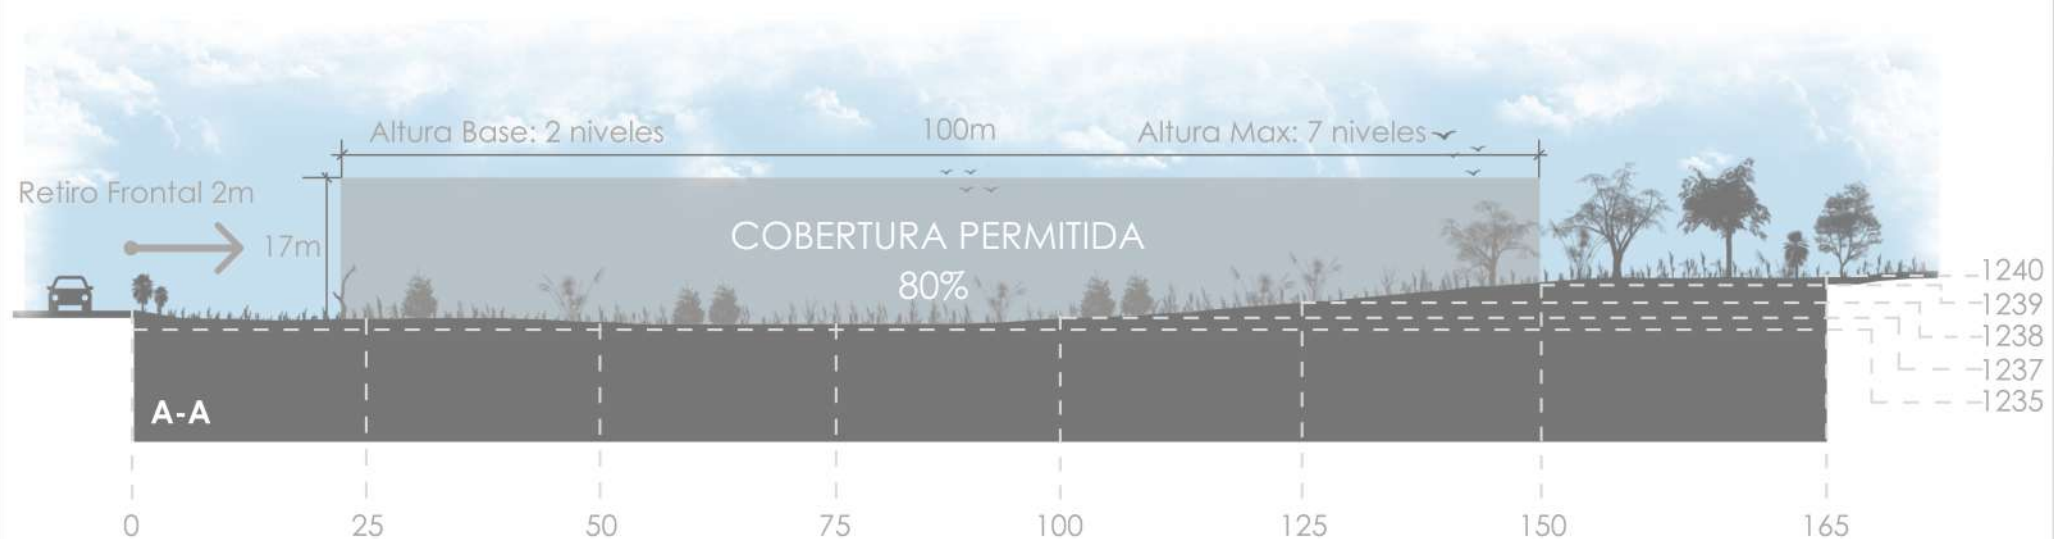 Altura Base: 2 niveles
100m
Altura Max: 7 niveles
Retiro Frontal 2m
17m
COBERTURA PERMITIDA
80%
1240
1239
1238
1237
1235
A-A
0
25
50
75
100
125
150
165